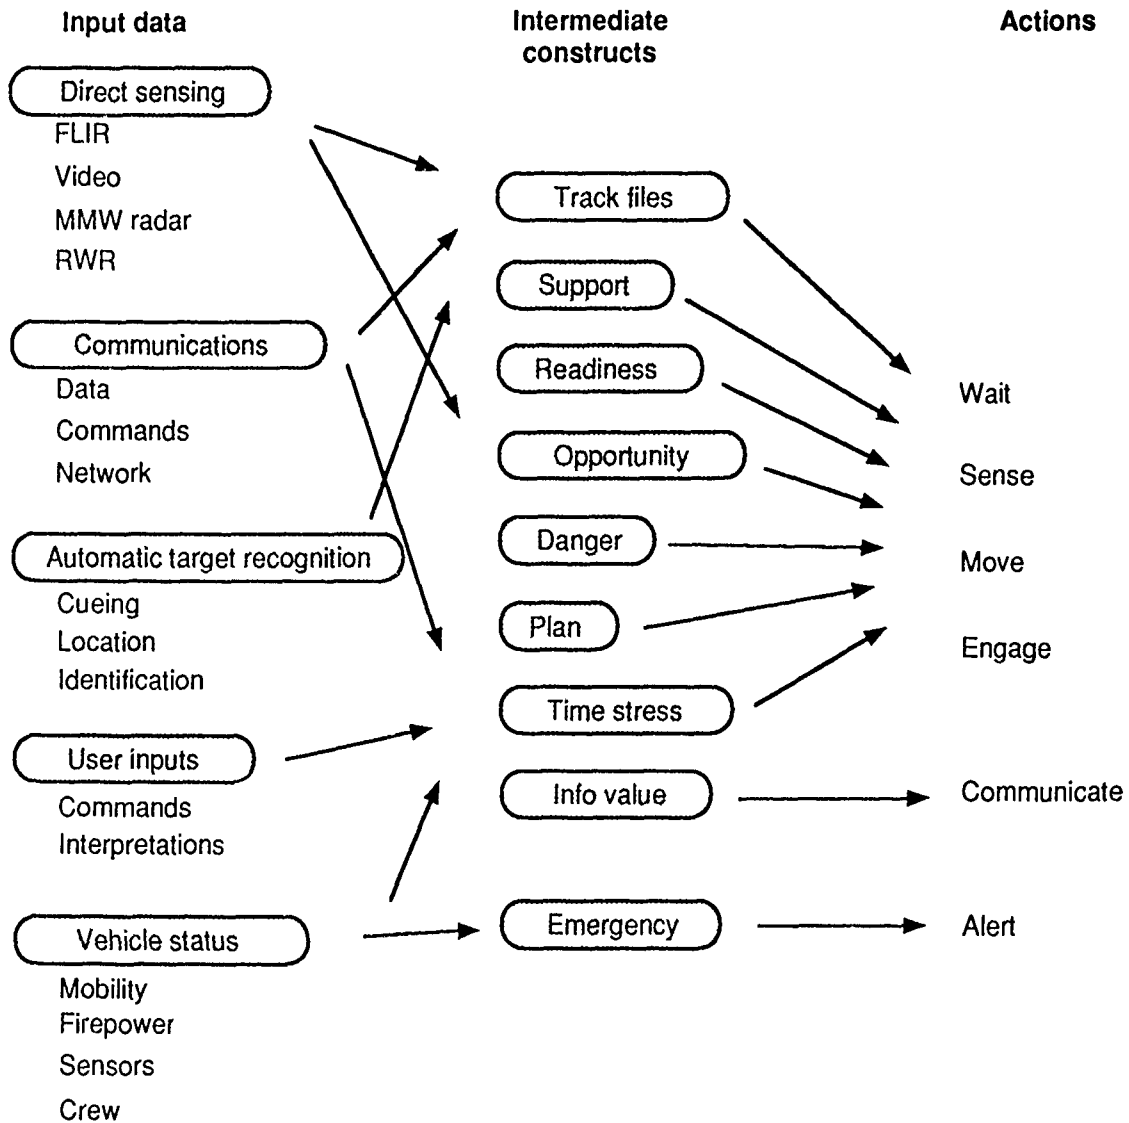 Input data
Direct sensing
FLIR
Video
MMW radar
RWR
Communications
Data
Commands
Network
Automatic target recognition
Cueing
Location
Identification
User inputs
Commands
Interpretations
Vehicle status
Mobility
Firepower
Sensors
Crew
Intermediate
constructs
Track files
Support
Readiness
Opportunity
Danger
Plan
Time stress
Info value
Emergency
Actions
Wait
Sense
Move
Engage
Communicate
Alert